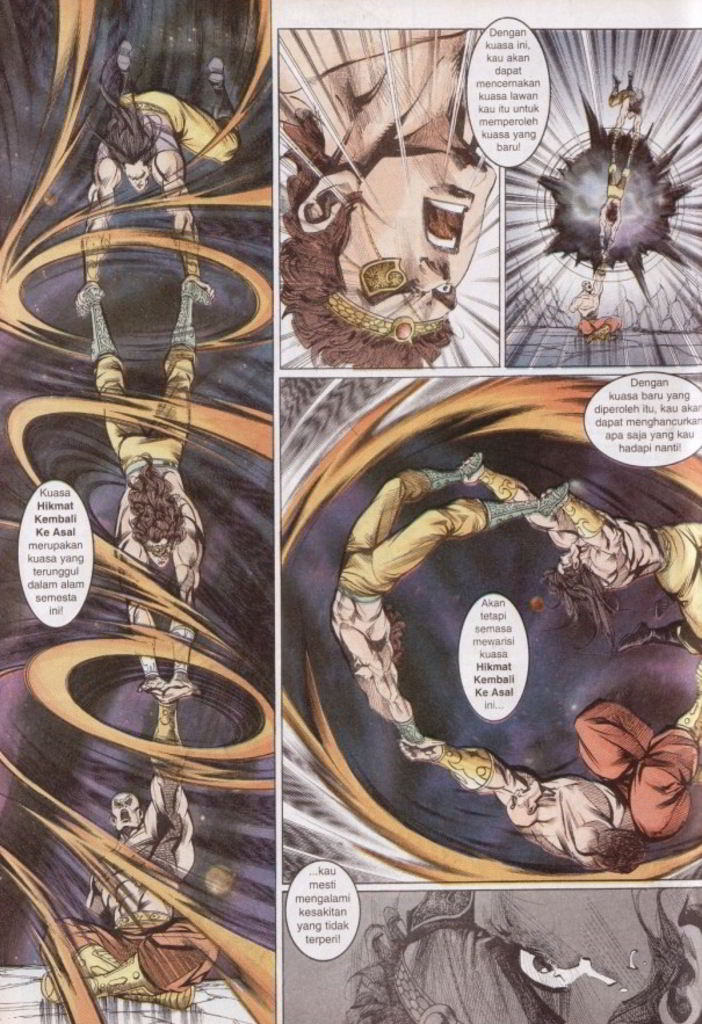 Kuasa
Hikmat
Kembali
Ke Asal
merupakan
kuasa yang
terunggul
dalam alam
semesta
ini!
Dengan
kuasa ini,
kau akan
dapat
mencernakan
kuasa lawan
kau itu untuk
memperoleh
kuasa yang
baru!
Dengan
kuasa baru yang
diperoleh itu, kau akan
dapat menghancurkan
apa saja yang kau
hadapi nanti!
Akan
tetapi
semasa
mewarisi
kuasa
Hikmat
Kembali
Ke Asal
ini...
...kau
mesti
mengalami
kesakitan
yang tidak
terperi!